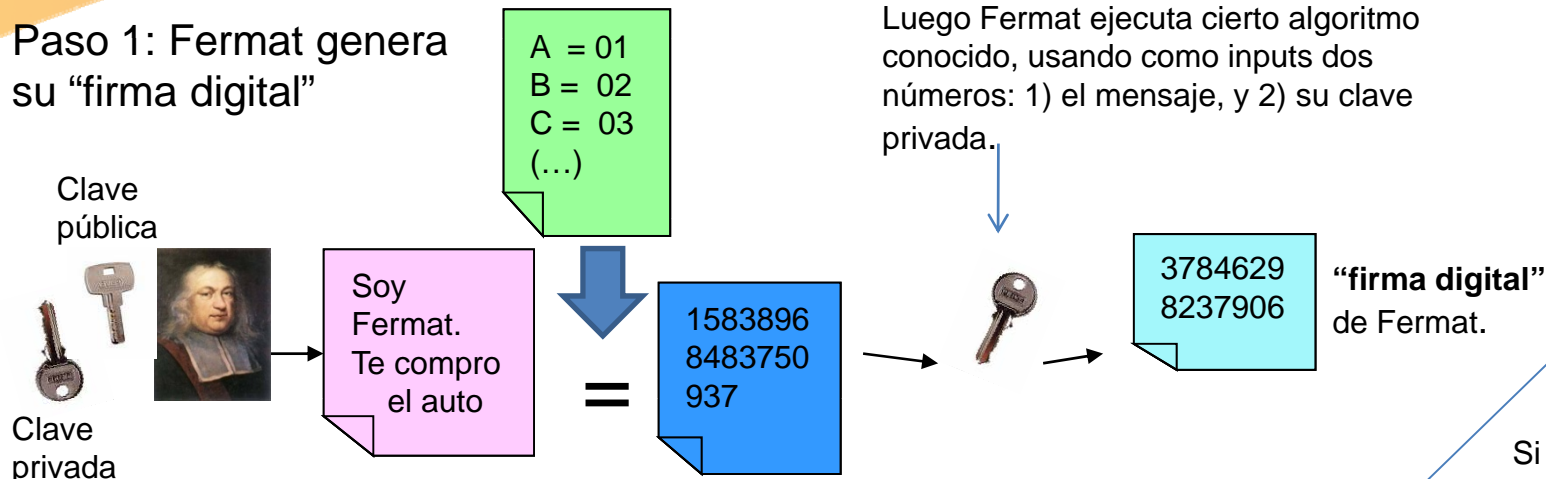 Paso 1: Fermat genera
su “firma digital”
A = 01
B = 02
C = 03
(…)
Luego Fermat ejecuta cierto algoritmo
conocido, usando como inputs dos
números: 1) el mensaje, y 2) su clave
privada.
Clave
pública
Clave
privada
Soy
Fermat.
Te compro
el auto
=
1583896
8483750
937
3784629
8237906
“firma digital”
de Fermat.
Si